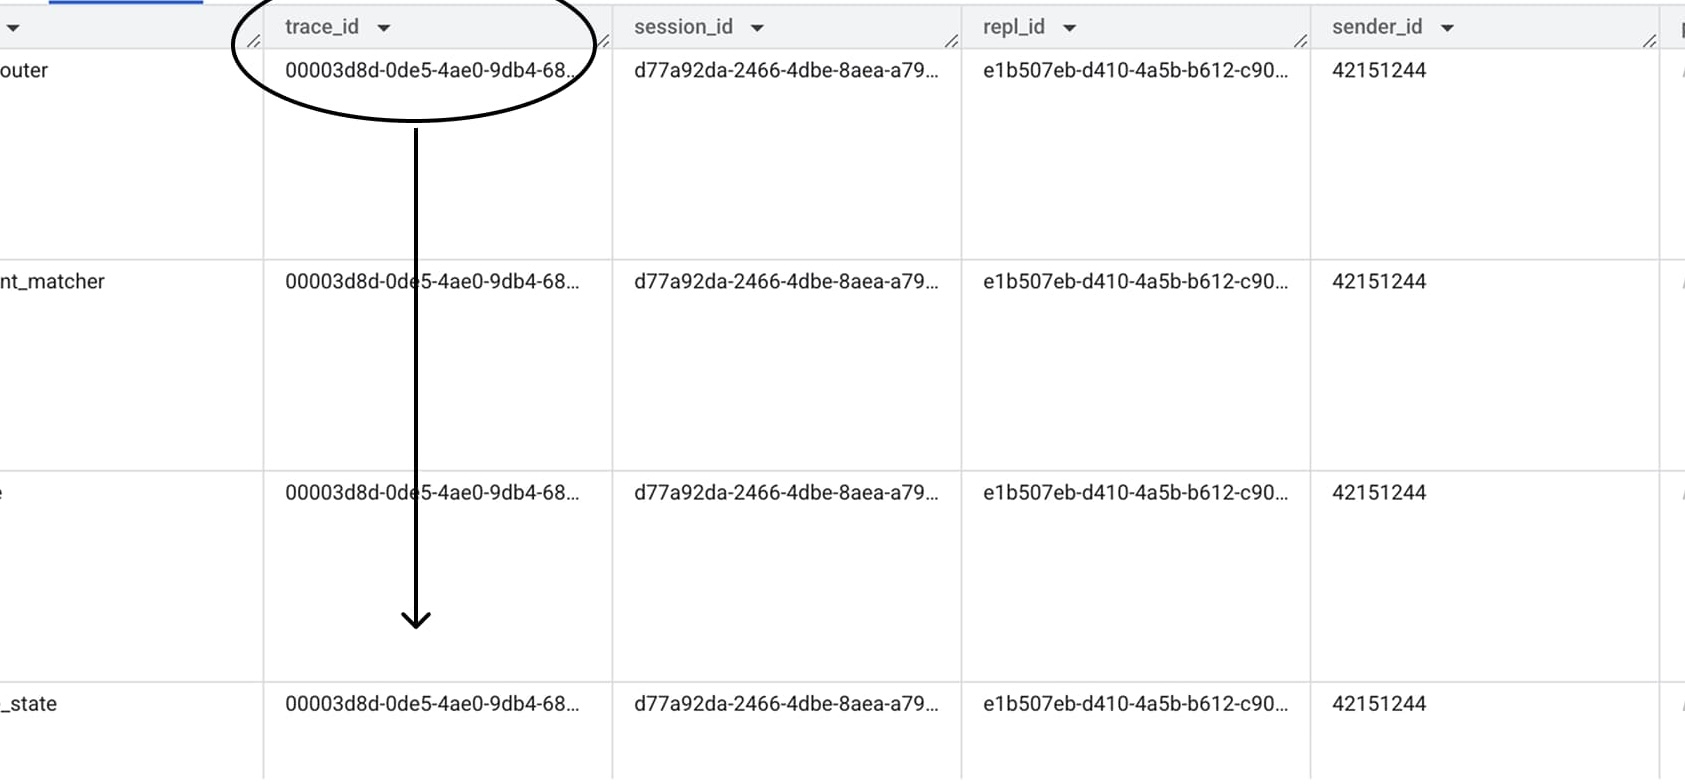 trace_id session_id repl_id sender_id
outer 00003d8d-0de5-4ae0-9db4-68... d77a92da-2466-4dbe-8aea-a79... e1b507eb-d410-4a5b-b612-c90... 42151244
nt_matcher 00003d8d-0de5-4ae0-9db4-68... d77a92da-2466-4dbe-8aea-a79... e1b507eb-d410-4a5b-b612-c90... 42151244
e 00003d8d-0de5-4ae0-9db4-68... d77a92da-2466-4dbe-8aea-a79... e1b507eb-d410-4a5b-b612-c90... 42151244
_state 00003d8d-0de5-4ae0-9db4-68... d77a92da-2466-4dbe-8aea-a79... e1b507eb-d410-4a5b-b612-c90... 42151244